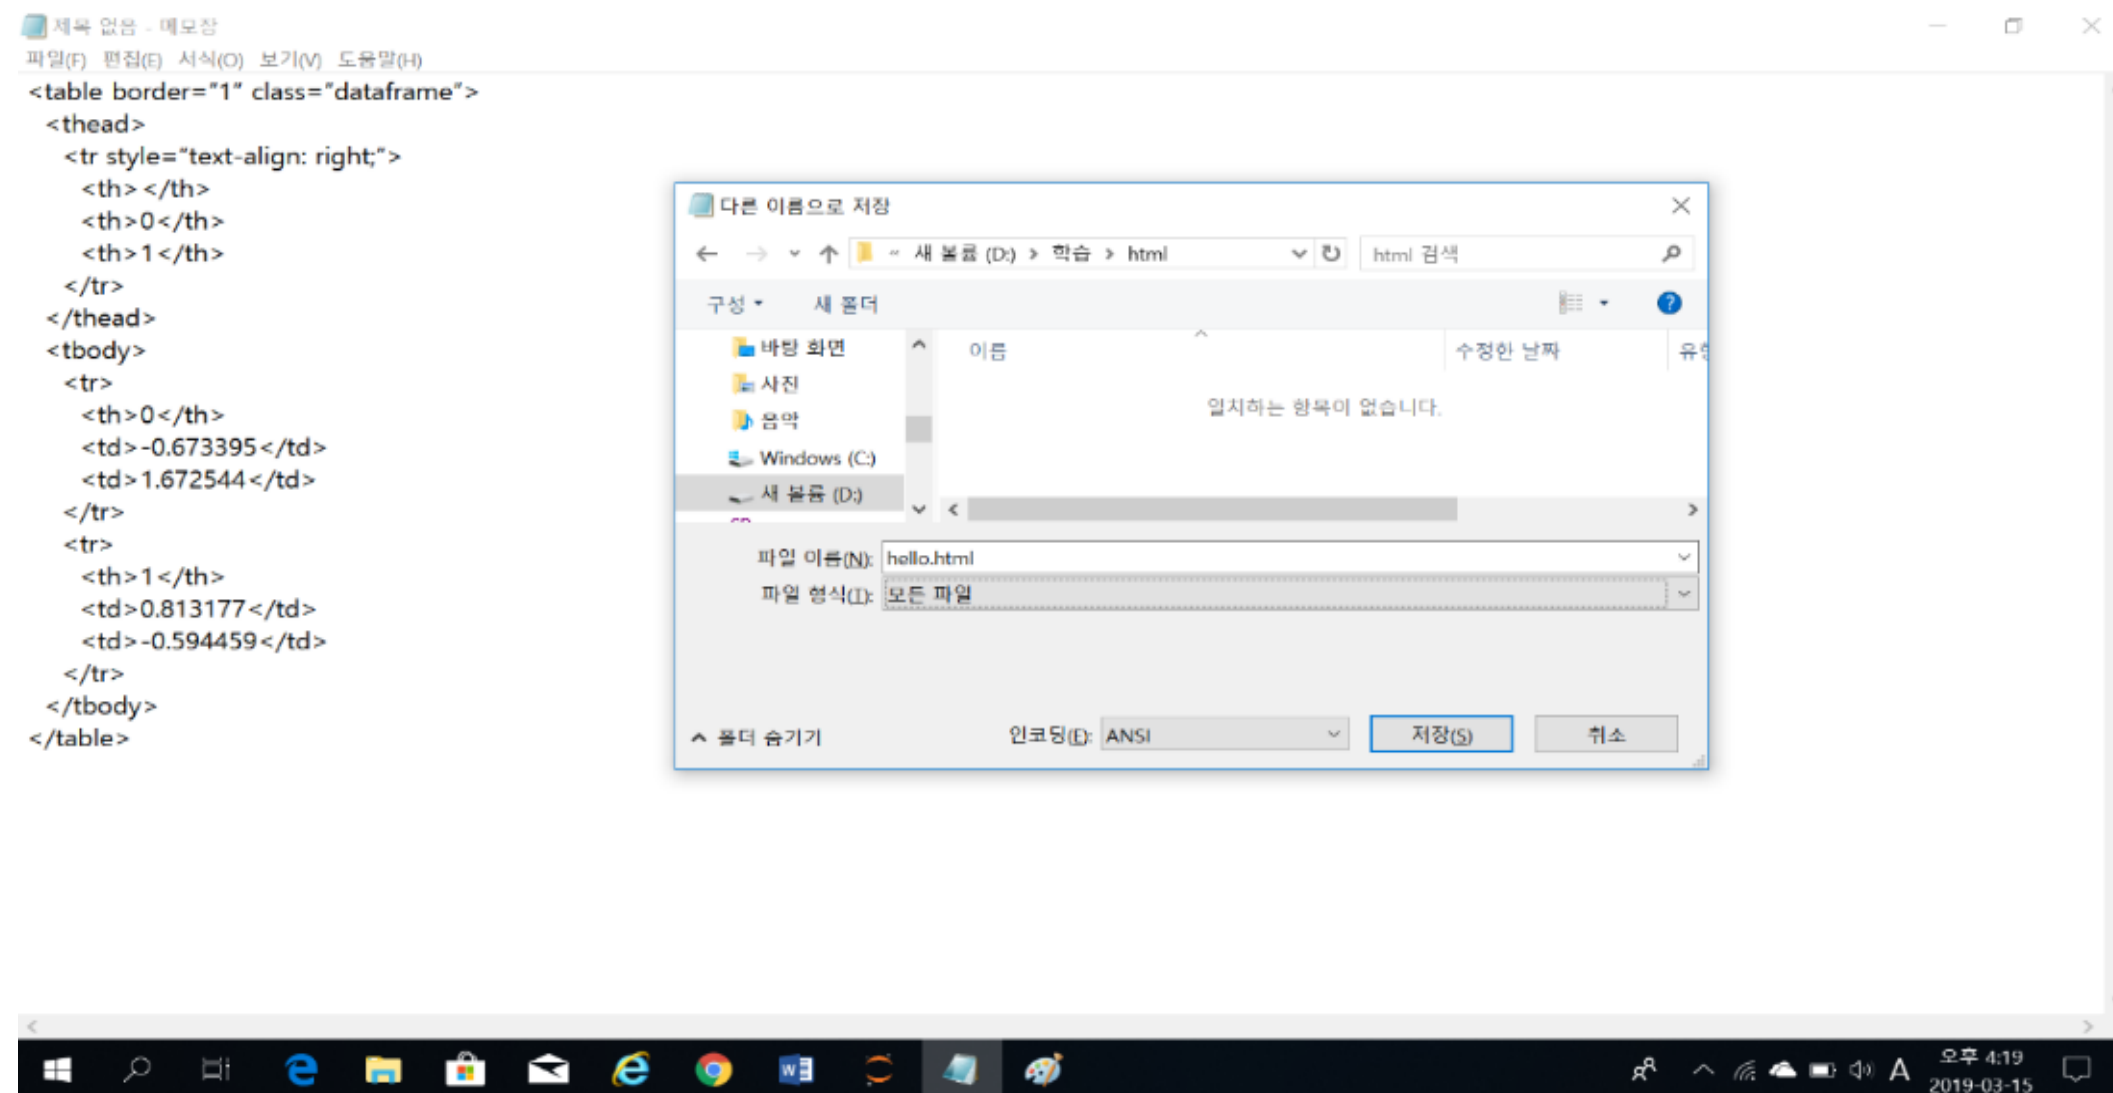 제목 없음 - 메모장
파일(F) 편집(E) 서식(O) 보기(V) 도움말(H)
<table border="1" class="dataframe">
<thead>
<tr style="text-align: right;">
<th></th>
<th>0</th>
<th>1</th>
</tr>
</thead>
<tbody>
<tr>
<th>0</th>
<td>-0.673395</td>
<td>1.672544</td>
</tr>
<tr>
<th>1</th>
<td>0.813177</td>
<td>-0.594459</td>
</tr>
</tbody>
</table>
다른 이름으로 저장
« 새 볼륨 (D:) > 학습 > html
html 검색
구성 새 폴더
바탕 화면
사진
음악
Windows (C:)
새 볼륨 (D:)
이름 수정한 날짜
일치하는 항목이 없습니다.
파일 이름(N): hello.html
파일 형식(T): 모든 파일
폴더 숨기기 인코딩(E): ANSI 저장(S) 취소
A 오후 4:19
2019-03-15